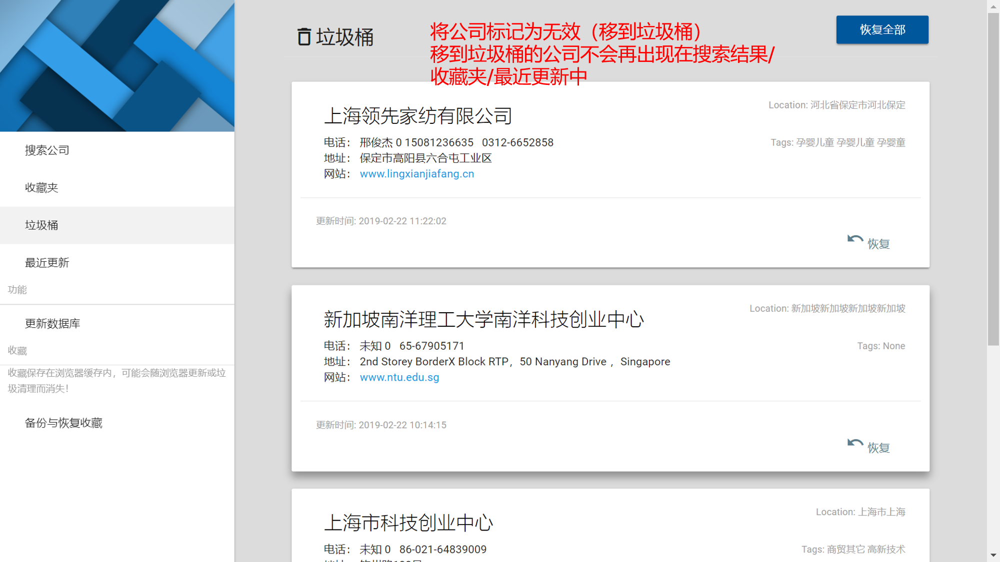 搜索公司
收藏夹
垃圾桶
最近更新
功能
更新数据库
收藏
收藏保存在浏览器缓存内，可能会随浏览器更新或垃
圾清理而消失！
备份与恢复收藏
垃圾桶
将公司标记为无效（移到垃圾桶）
移到垃圾桶的公司不会再出现在搜索结果/
收藏夹/最近更新中
恢复全部
上海领先家纺有限公司
Location: 河北省保定市河北保定
电话： 邢俊杰 0 15081236635 0312-6652858
Tags: 孕婴儿童 孕婴儿童 孕婴童
地址： 保定市高阳县六合屯工业区
网站： www.lingxianjiafang.cn
更新时间: 2019-02-22 11:22:02
恢复
新加坡南洋理工大学南洋科技创业中心
Location: 新加坡新加坡新加坡新加坡
电话： 未知 0 65-67905171
Tags: None
地址： 2nd Storey BorderX Block RTP，50 Nanyang Drive ，Singapore
网站： www.ntu.edu.sg
更新时间: 2019-02-22 10:14:15
恢复
上海市科技创业中心
Location: 上海市上海
电话： 未知 0 86-021-64839009
Tags: 商贸其它 高新技术